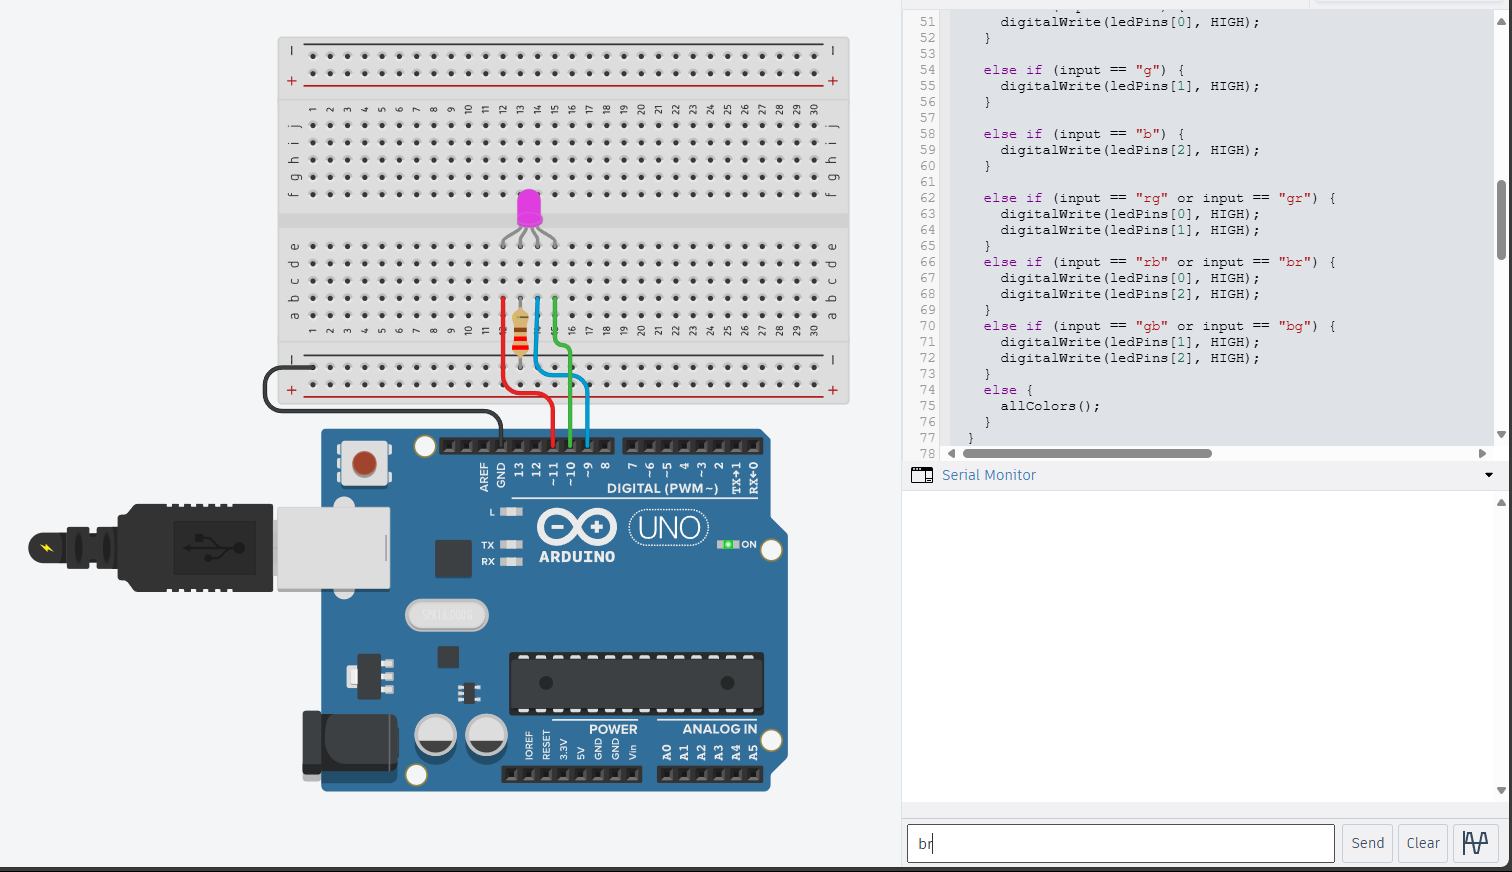 − −
+ +
1 2 3 4 5 6 7 8 9 10 11 12 13 14 15 16 17 18 19 20 21 22 23 24 25 26 27 28 29 30
j j
i i
h h
g g
f f
e e
d d
c c
b b
a a
1 2 3 4 5 6 7 8 9 10 11 14 16 17 18 19 20 21 22 23 24 25 26 27 28 29 30
− −
+ +
AREF
GND
13
12
~11
~10
~9
8
7
~6
~5
4
~3
2
TX→1
RX←0
DIGITAL (PWM~)
L
TX
RX
UNO
ARDUINO
ON
POWER
ANALOG IN
IOREF
RESET
3.3V
5V
GND
GND
Vin
A0
A1
A2
A3
A4
A5
51 digitalWrite(ledPins[0], HIGH);
52 }
53
54 else if (input == "g") {
55 digitalWrite(ledPins[1], HIGH);
56 }
57
58 else if (input == "b") {
59 digitalWrite(ledPins[2], HIGH);
60 }
61
62 else if (input == "rg" or input == "gr") {
63 digitalWrite(ledPins[0], HIGH);
64 digitalWrite(ledPins[1], HIGH);
65 }
66 else if (input == "rb" or input == "br") {
67 digitalWrite(ledPins[0], HIGH);
68 digitalWrite(ledPins[2], HIGH);
69 }
70 else if (input == "gb" or input == "bg") {
71 digitalWrite(ledPins[1], HIGH);
72 digitalWrite(ledPins[2], HIGH);
73 }
74 else {
75 allColors();
76 }
77 }
78
Serial Monitor
br
Send
Clear